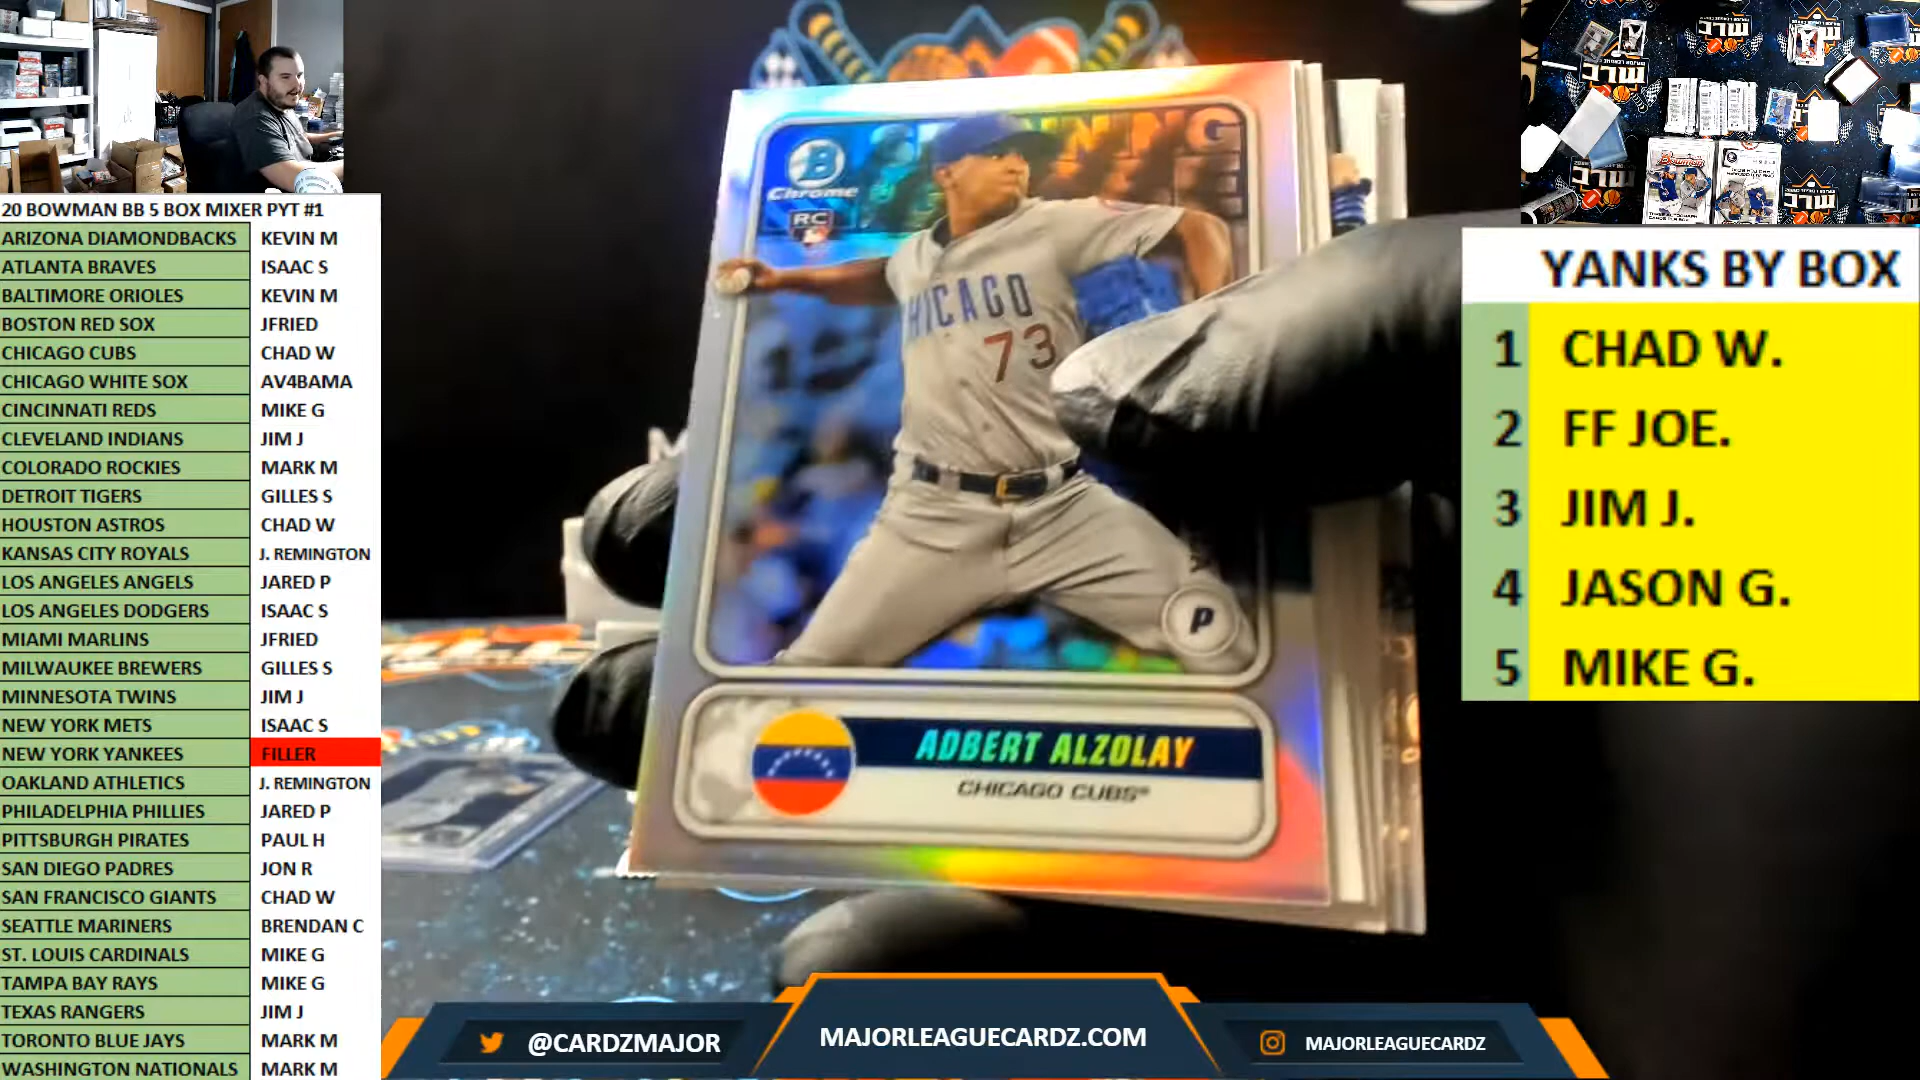 20 BOWMAN BB 5 BOX MIXER PYT #1
ARIZONA DIAMONDBACKS KEVIN M
ATLANTA BRAVES ISAAC S
BALTIMORE ORIOLES KEVIN M
BOSTON RED SOX JFRIED
CHICAGO CUBS CHAD W
CHICAGO WHITE SOX AV4BAMA
CINCINNATI REDS MIKE G
CLEVELAND INDIANS JIM J
COLORADO ROCKIES MARK M
DETROIT TIGERS GILLES S
HOUSTON ASTROS CHAD W
KANSAS CITY ROYALS J. REMINGTON
LOS ANGELES ANGELS JARED P
LOS ANGELES DODGERS ISAAC S
MIAMI MARLINS JFRIED
MILWAUKEE BREWERS GILLES S
MINNESOTA TWINS JIM J
NEW YORK METS ISAAC S
NEW YORK YANKEES FILLER
OAKLAND ATHLETICS J. REMINGTON
PHILADELPHIA PHILLIES JARED P
PITTSBURGH PIRATES PAUL H
SAN DIEGO PADRES JON R
SAN FRANCISCO GIANTS CHAD W
SEATTLE MARINERS BRENDAN C
ST. LOUIS CARDINALS MIKE G
TAMPA BAY RAYS MIKE G
TEXAS RANGERS JIM J
TORONTO BLUE JAYS MARK M
WASHINGTON NATIONALS MARK M
B
Chrome
RC
CHICAGO
73
P
ADBERT ALZOLAY
CHICAGO CUBS®
Bowman
YANKS BY BOX
1 CHAD W.
2 FF JOE.
3 JIM J.
4 JASON G.
5 MIKE G.
@CARDZMAJOR
MAJORLEAGUECARDZ.COM
MAJORLEAGUECARDZ